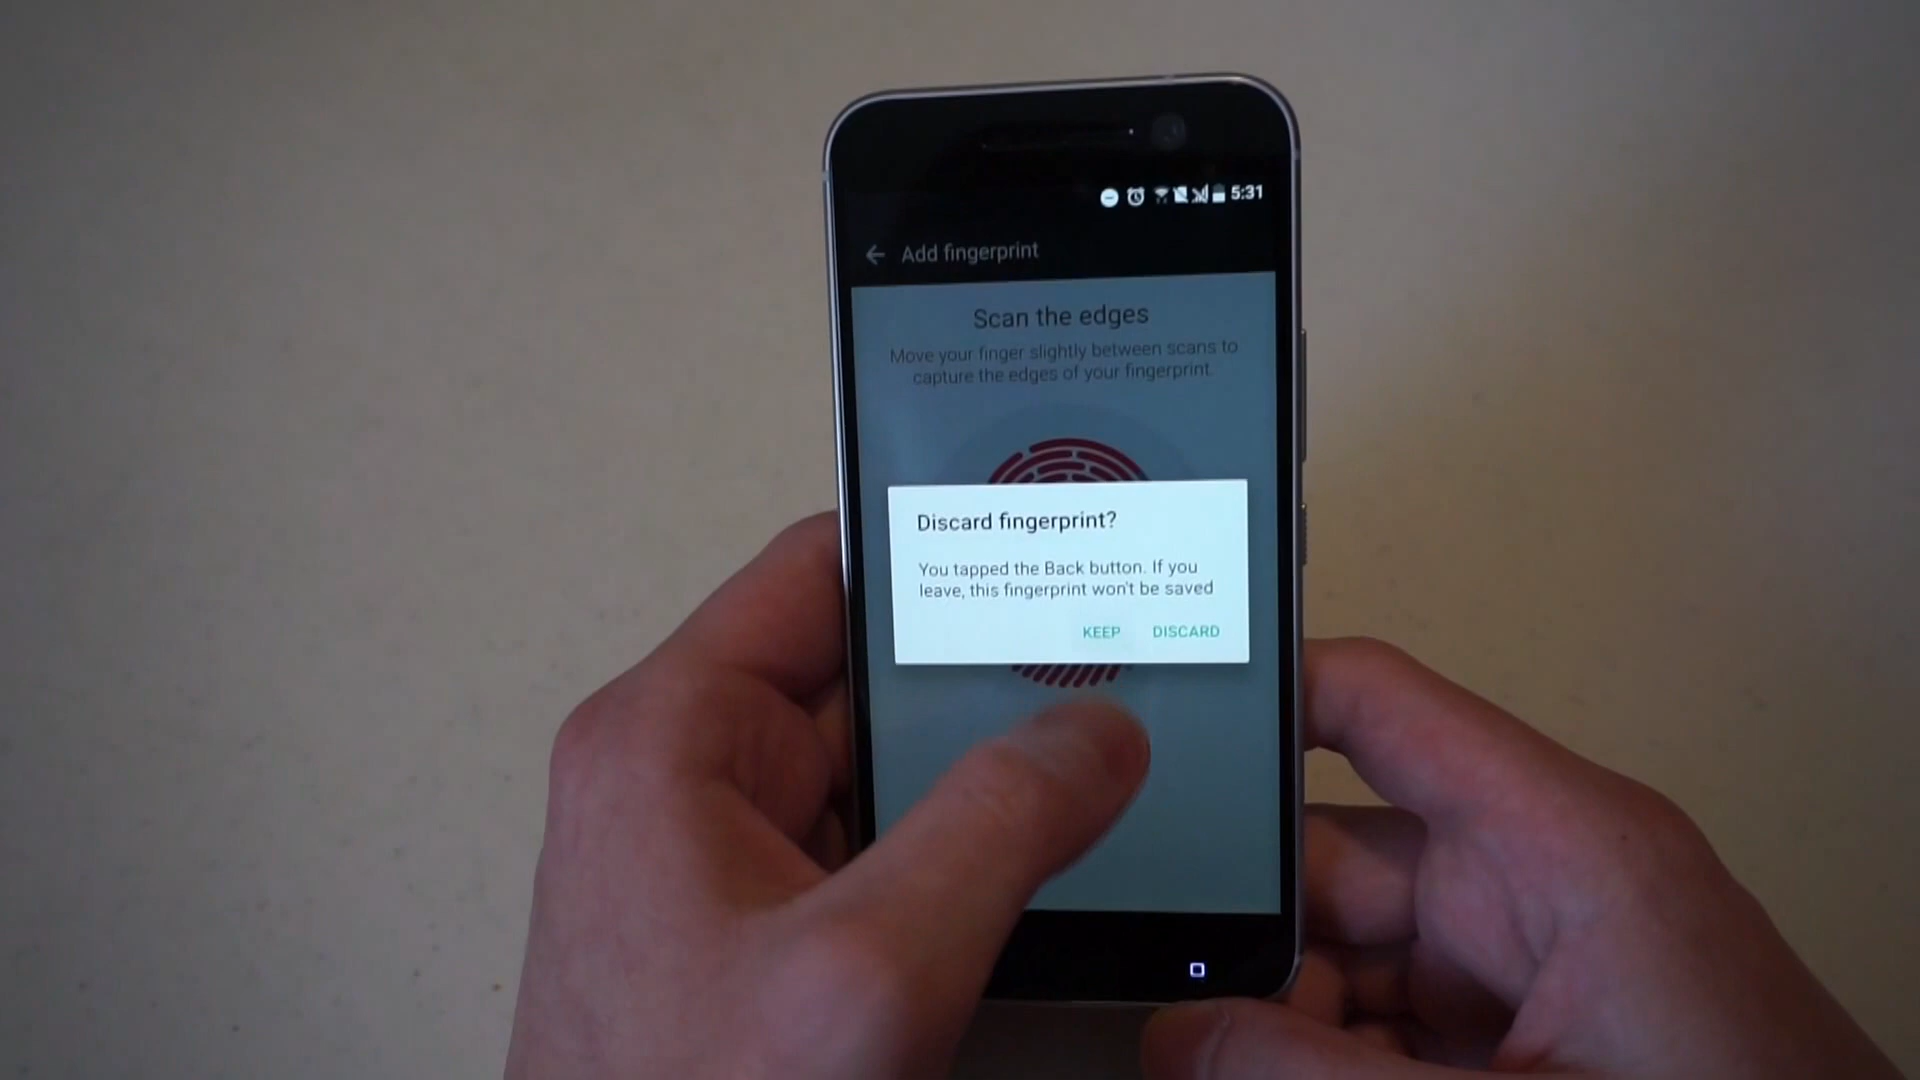 5:31
Add fingerprint
Scan the edges
Move your finger slightly between scans to
capture the edges of your fingerprint.
Discard fingerprint?
You tapped the Back button. If you
leave, this fingerprint won't be saved
KEEP DISCARD